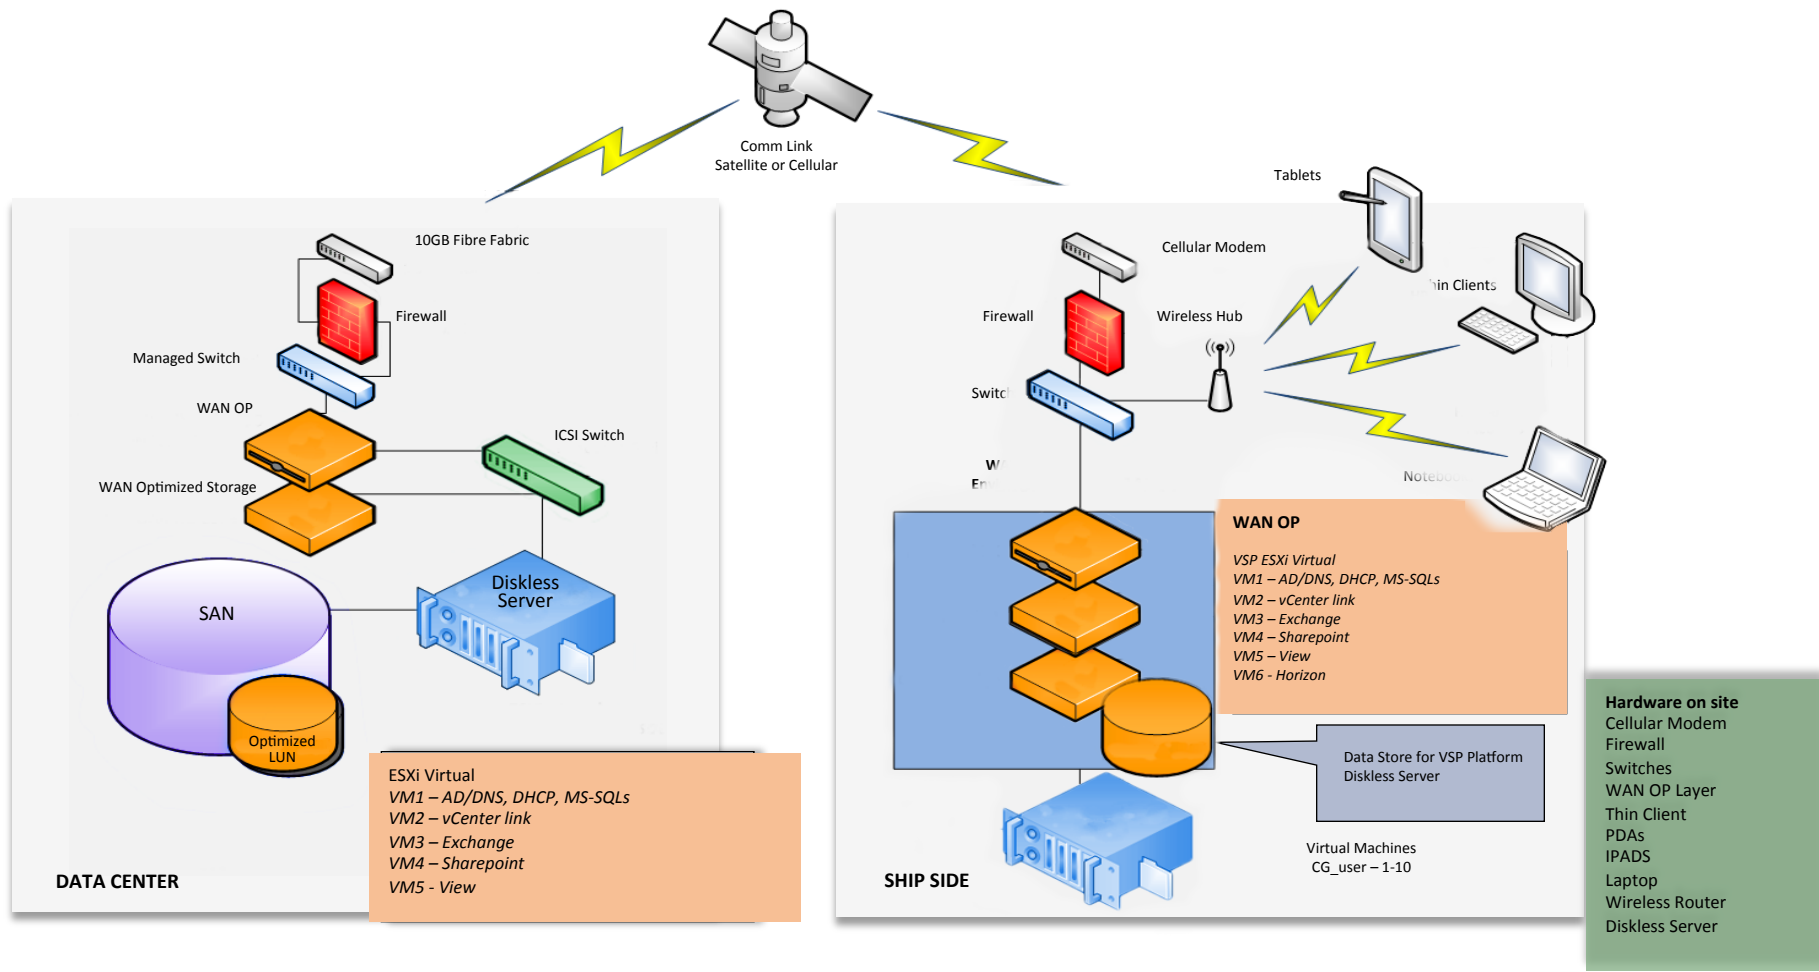 Comm Link
Satellite or Cellular
10GB Fibre Fabric
Firewall
Managed Switch
WAN OP
ICSI Switch
WAN Optimized Storage
Diskless
Server
SAN
Optimized
LUN
ESXi Virtual
VM1 – AD/DNS, DHCP, MS-SQLs
VM2 – vCenter link
VM3 – Exchange
VM4 – Sharepoint
VM5 - View
DATA CENTER
Tablets
Cellular Modem
Clients
Firewall
Wireless Hub
WAN OP
VSP ESXi Virtual
VM1 – AD/DNS, DHCP, MS-SQLs
VM2 – vCenter link
VM3 – Exchange
VM4 – Sharepoint
VM5 – View
VM6 - Horizon
Data Store for VSP Platform
Diskless Server
Virtual Machines
CG_user – 1-10
SHIP SIDE
Hardware on site
Cellular Modem
Firewall
Switches
WAN OP Layer
Thin Client
PDAs
IPADS
Laptop
Wireless Router
Diskless Server